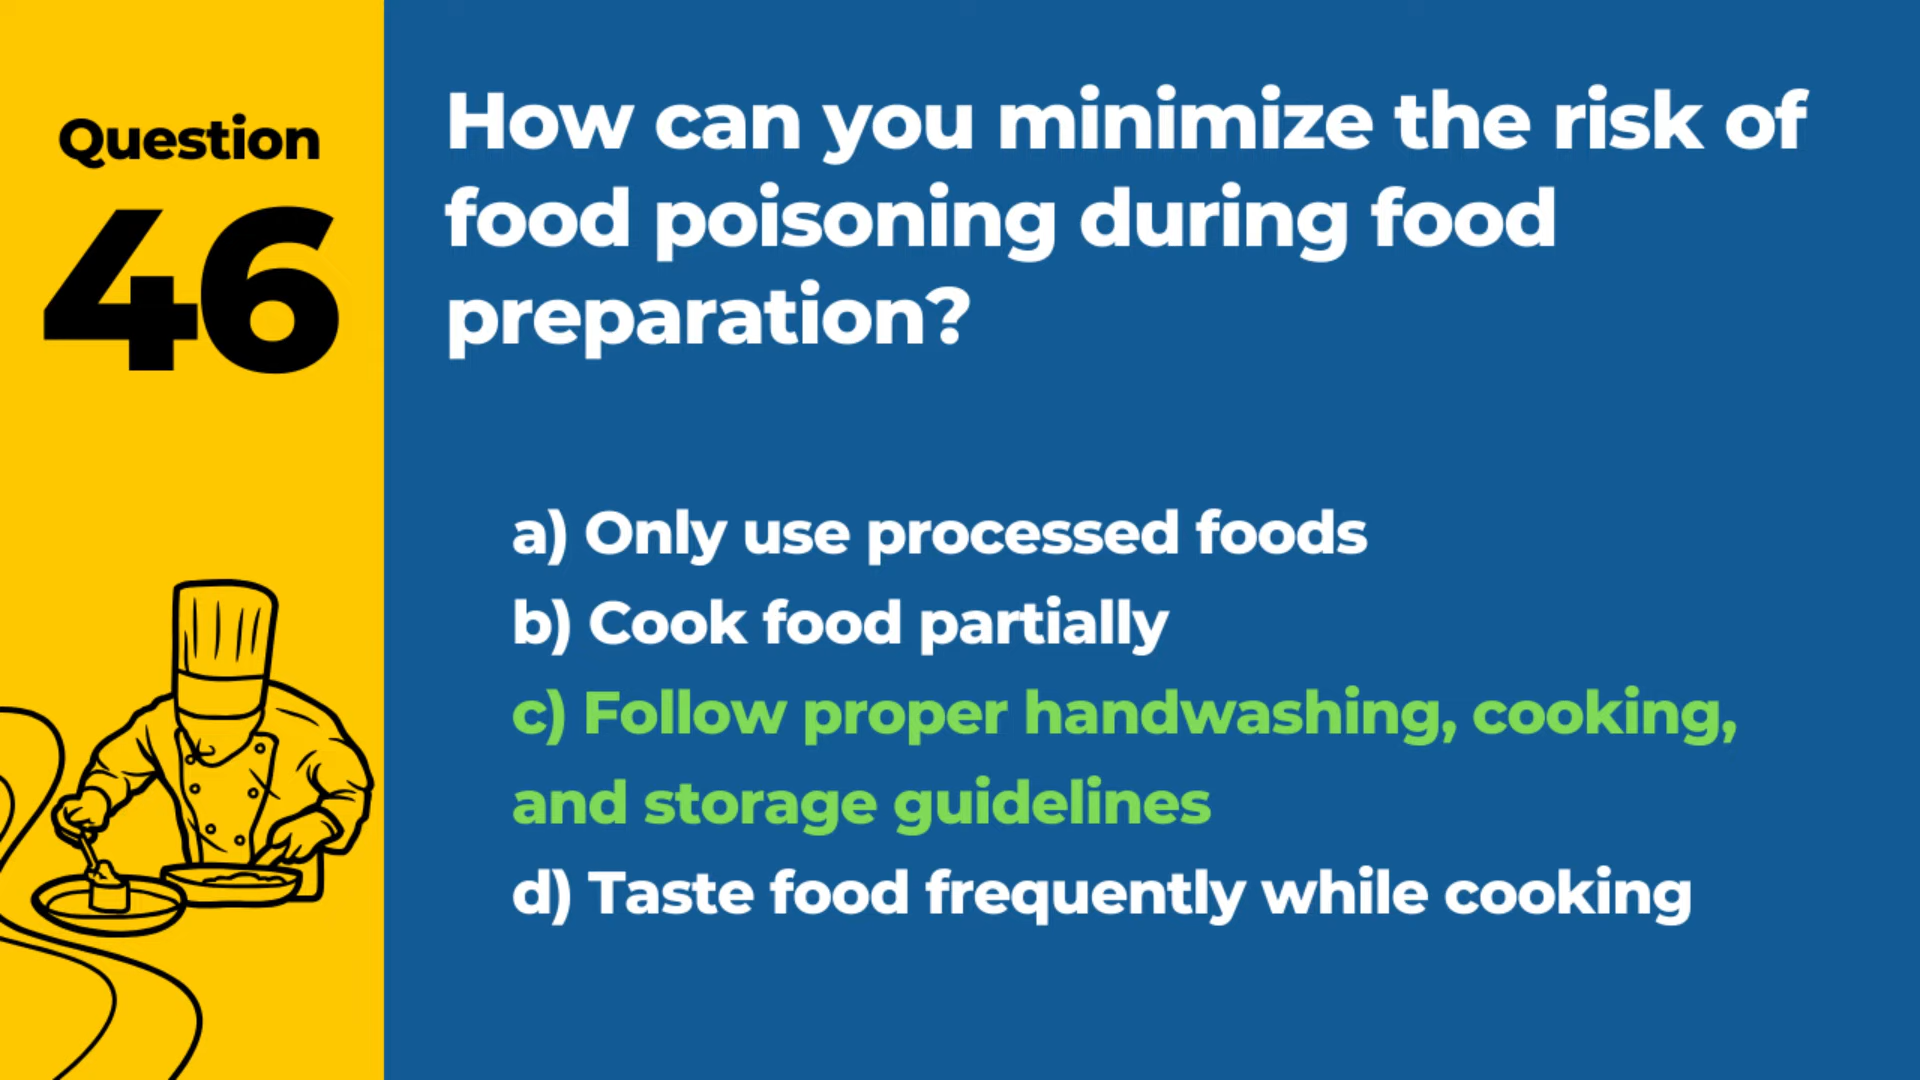 Question
46
How can you minimize the risk of
food poisoning during food
preparation?
a) Only use processed foods
b) Cook food partially
c) Follow proper handwashing, cooking,
and storage guidelines
d) Taste food frequently while cooking